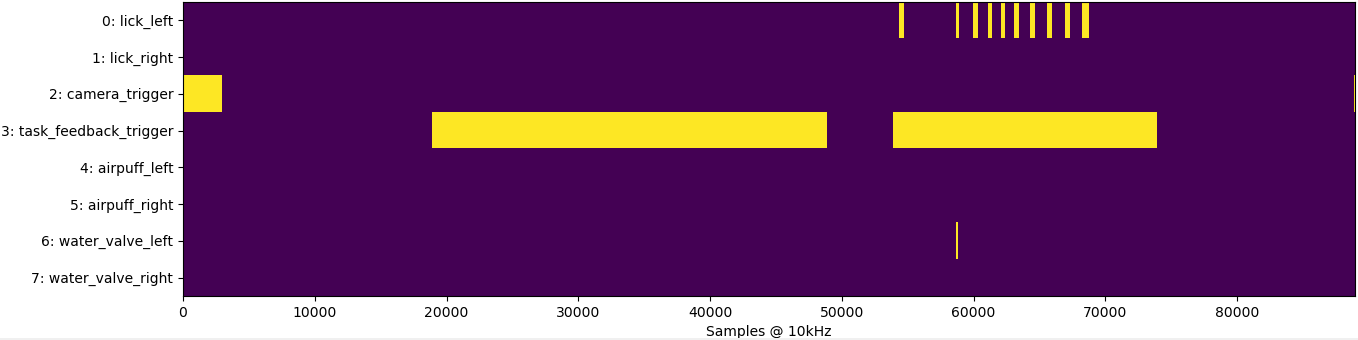 0: lick_left
1: lick_right
2: camera_trigger
3: task_feedback_trigger
4: airpuff_left
5: airpuff_right
6: water_valve_left
7: water_valve_right
0 10000 20000 30000 40000 50000 60000 70000 80000
Samples @ 10kHz